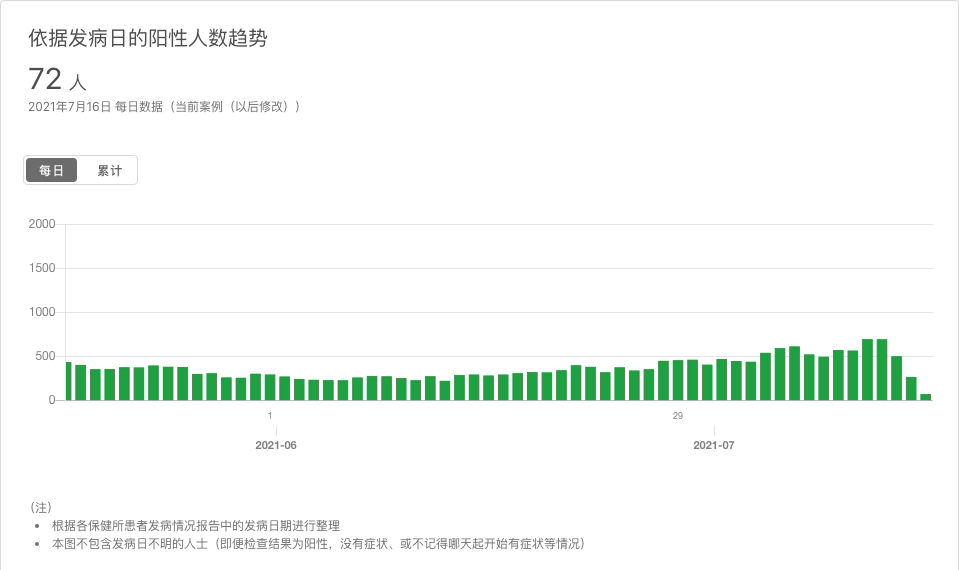 依据发病日的阳性人数趋势
72 人
2021年7月16日 每日数据（当前案例（以后修改））
每日 累计
2000
1500
1000
500
0
1 29
2021-06 2021-07
（注）
• 根据各保健所患者发病情况报告中的发病日期进行整理
• 本图不包含发病日不明的人士（即便检查结果为阳性，没有症状、或不记得哪天起开始有症状等情况）